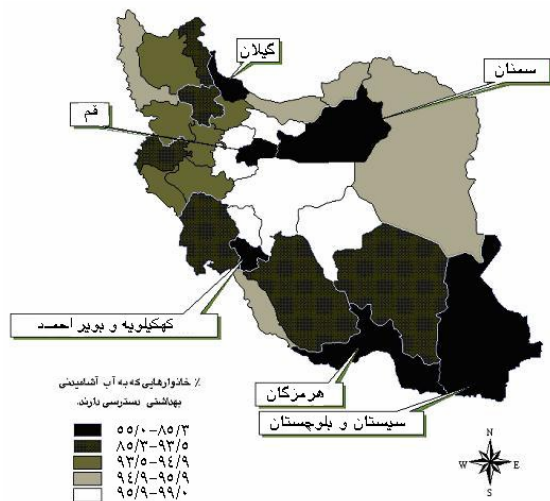 گیلان
سمنان
قم
کهکیلویه و بویر احمد
هرمزگان
سیستان و بلوچستان
٪ خانوارهایی که به آب آشامیدنی
بهداشتی دسترسی دارند.
۵۵/۰-۸۵/۳
۸۵/۳-۹۳/۵
۹۳/۵-۹۴/۹
۹۴/۹-۹۵/۹
۹۵/۹-۹۹/۰
N
W E
S